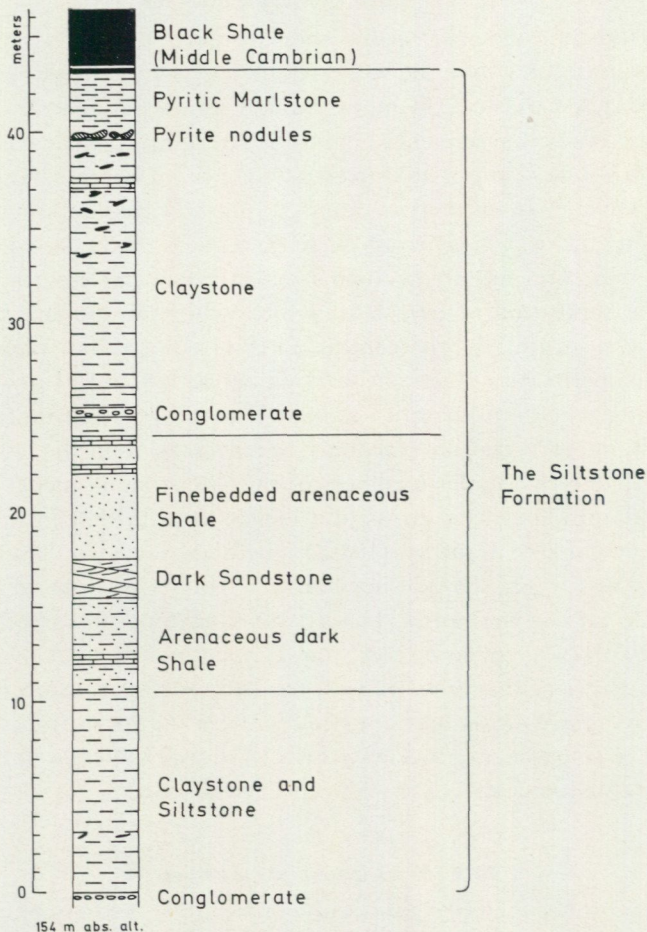 meters
40
30
20
10
0
154 m abs. alt.
Black Shale
(Middle Cambrian)
Pyritic Marlstone
Pyrite nodules
Claystone
Conglomerate
Finebedded arenaceous
Shale
Dark Sandstone
Arenaceous dark
Shale
Claystone and
Siltstone
Conglomerate
The Siltstone
Formation